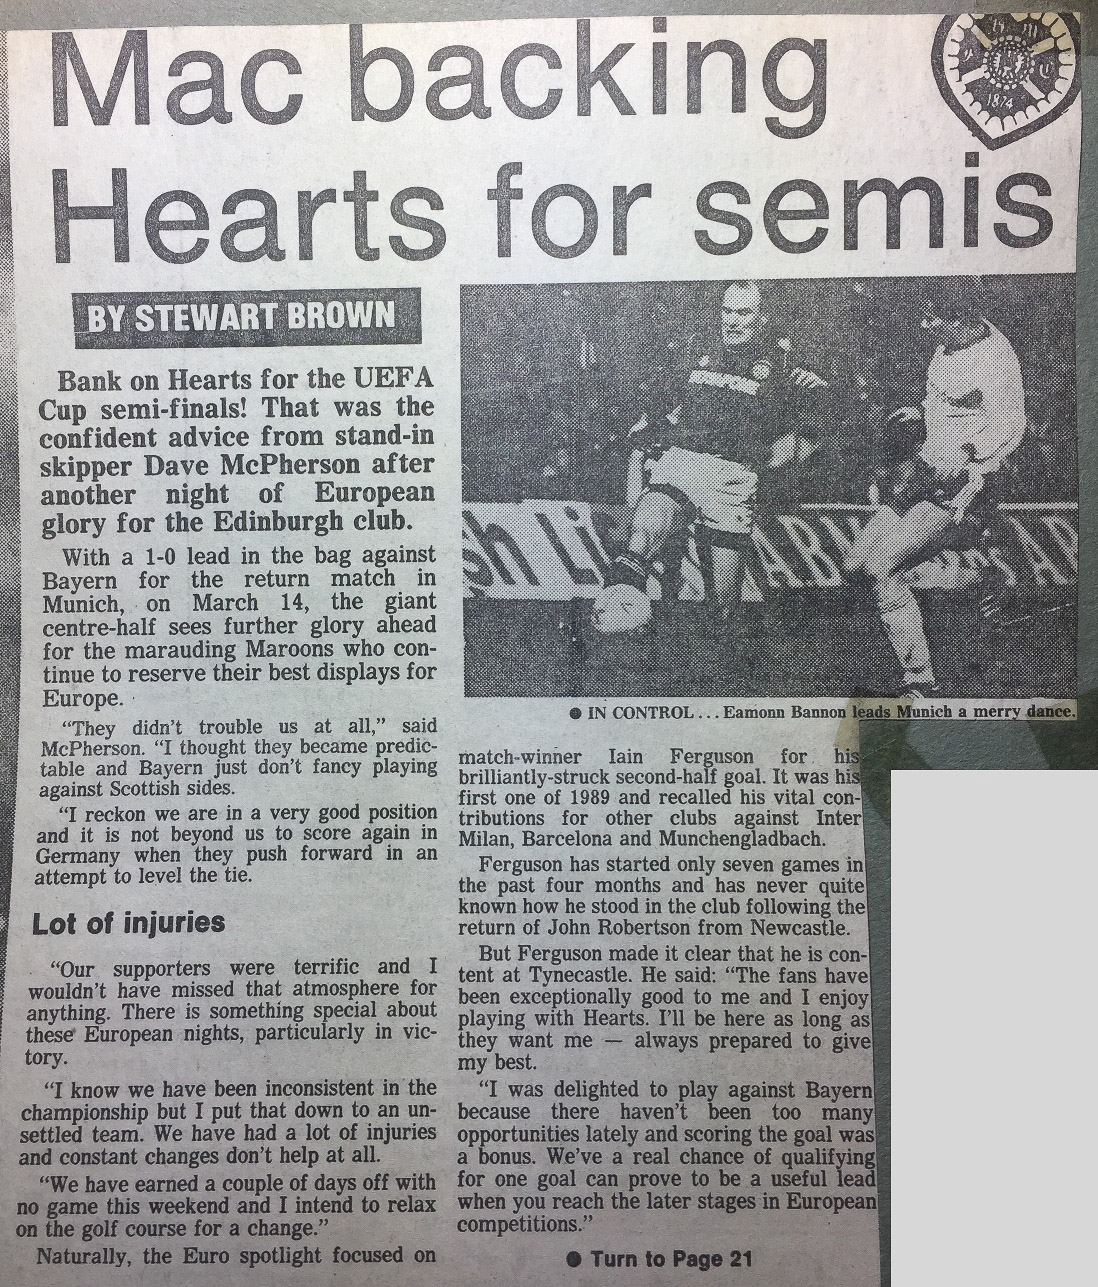 Mac backing
Hearts for semis
1874
BY STEWART BROWN
Bank on Hearts for the UEFA
Cup semi-finals! That was the
confident advice from stand-in
skipper Dave McPherson after
another night of European
glory for the Edinburgh club.
With a 1-0 lead in the bag against
Bayern for the return match in
Munich, on March 14, the giant
centre-half sees further glory ahead
for the marauding Maroons who con-
tinue to reserve their best displays for
Europe.
“They didn’t trouble us at all,” said
McPherson. “I thought they became predic-
table and Bayern just don’t fancy playing
against Scottish sides.
“I reckon we are in a very good position
and it is not beyond us to score again in
Germany when they push forward in an
attempt to level the tie.
Lot of injuries
“Our supporters were terrific and I
wouldn’t have missed that atmosphere for
anything. There is something special about
these European nights, particularly in vic-
tory.
“I know we have been inconsistent in the
championship but I put that down to an un-
settled team. We have had a lot of injuries
and constant changes don’t help at all.
“We have earned a couple of days off with
no game this weekend and I intend to relax
on the golf course for a change.”
Naturally, the Euro spotlight focused on
● IN CONTROL . . . Eamonn Bannon leads Munich a merry dance.
match-winner Iain Ferguson for his
brilliantly-struck second-half goal. It was his
first one of 1989 and recalled his vital con-
tributions for other clubs against Inter
Milan, Barcelona and Munchengladbach.
Ferguson has started only seven games in
the past four months and has never quite
known how he stood in the club following the
return of John Robertson from Newcastle.
But Ferguson made it clear that he is con-
tent at Tynecastle. He said: “The fans have
been exceptionally good to me and I enjoy
playing with Hearts. I’ll be here as long as
they want me — always prepared to give
my best.
“I was delighted to play against Bayern
because there haven’t been too many
opportunities lately and scoring the goal was
a bonus. We’ve a real chance of qualifying
for one goal can prove to be a useful lead
when you reach the later stages in European
competitions.”
● Turn to Page 21